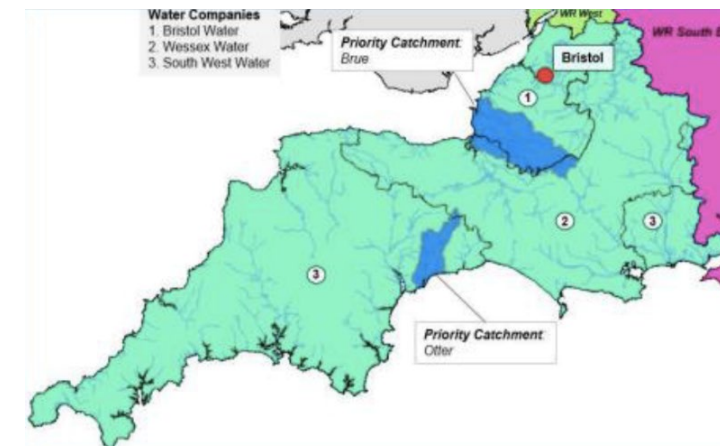 Water Companies
1. Bristol Water
2. Wessex Water
3. South West Water
WR West
WR South
Priority Catchment
Brue
Bristol
1
2
3
3
Priority Catchment
Otter